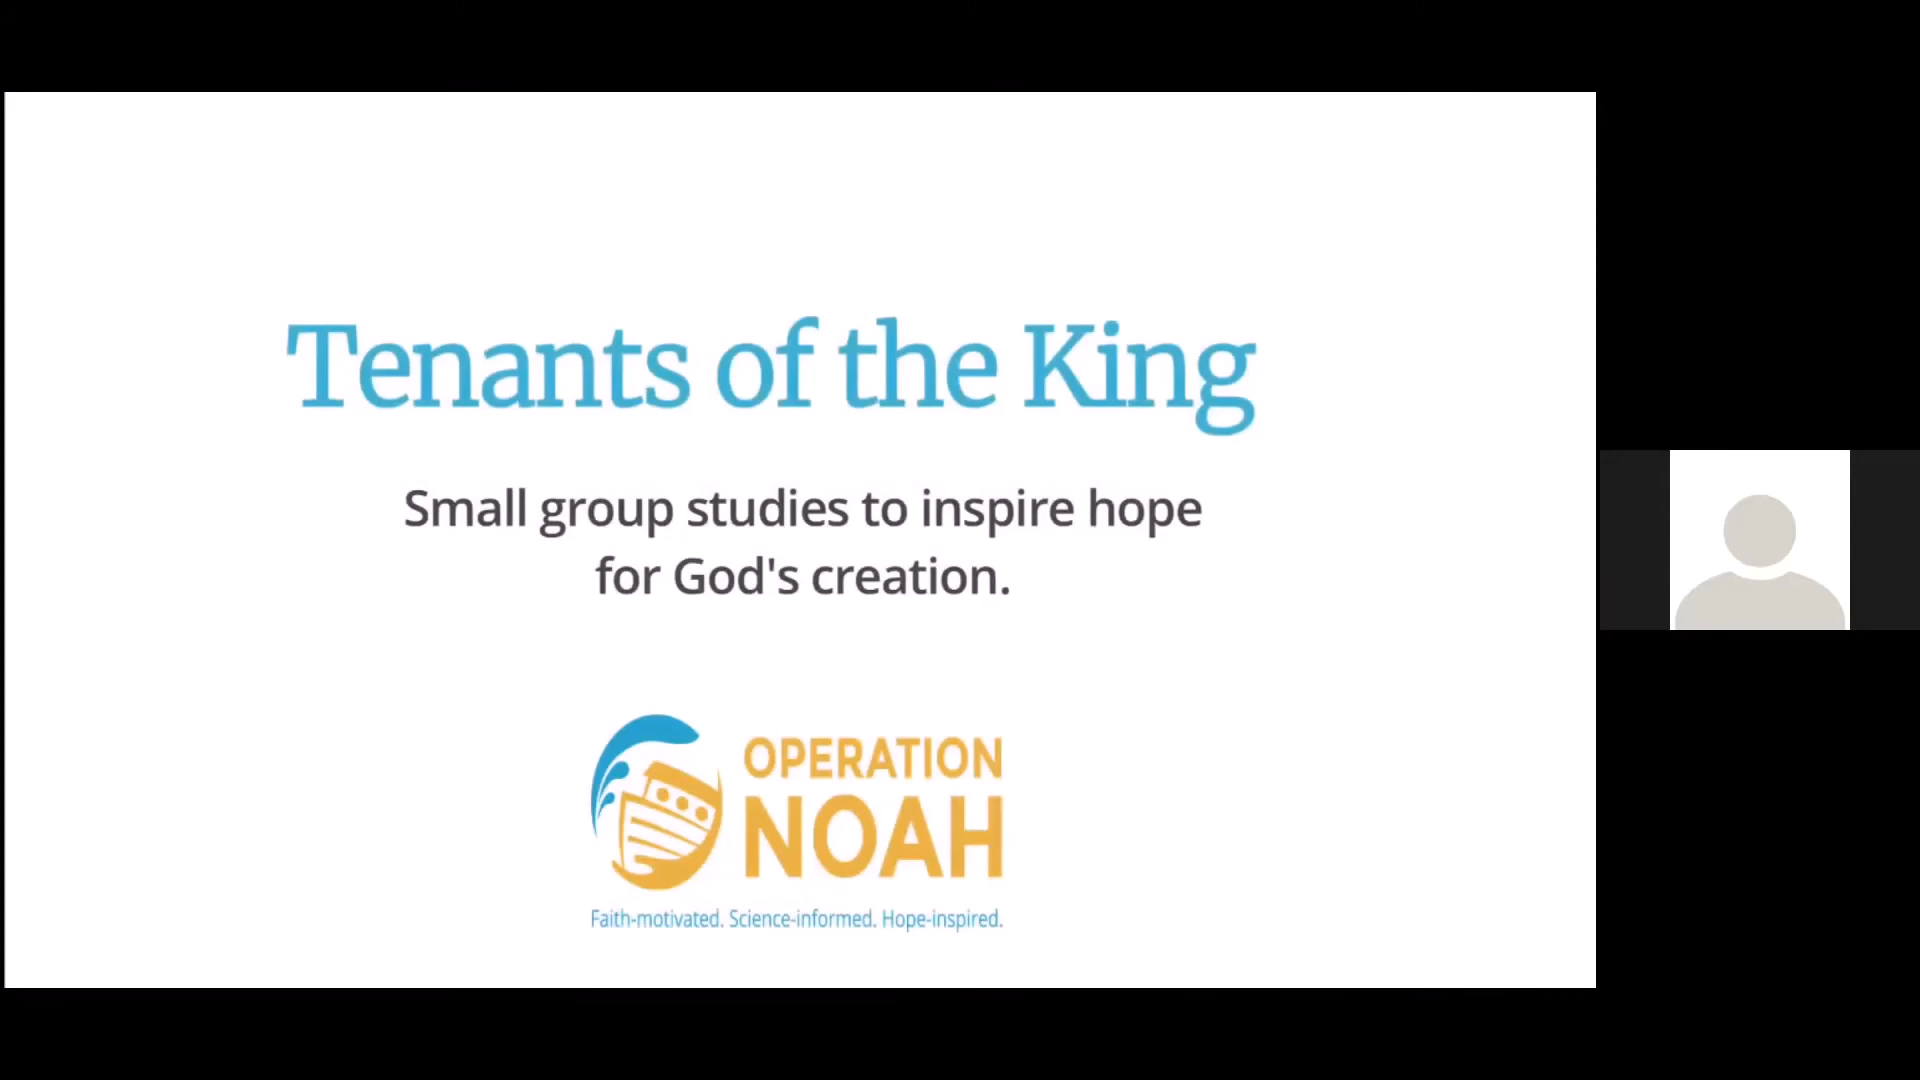 Tenants of the King
Small group studies to inspire hope
for God's creation.
OPERATION
NOAH
Faith-motivated. Science-informed. Hope-inspired.